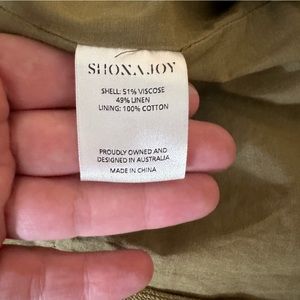 SHONA JOY
SHELL: 51% VISCOSE
49% LINEN
LINING: 100% COTTON
PROUDLY OWNED AND
DESIGNED IN AUSTRALIA
MADE IN CHINA